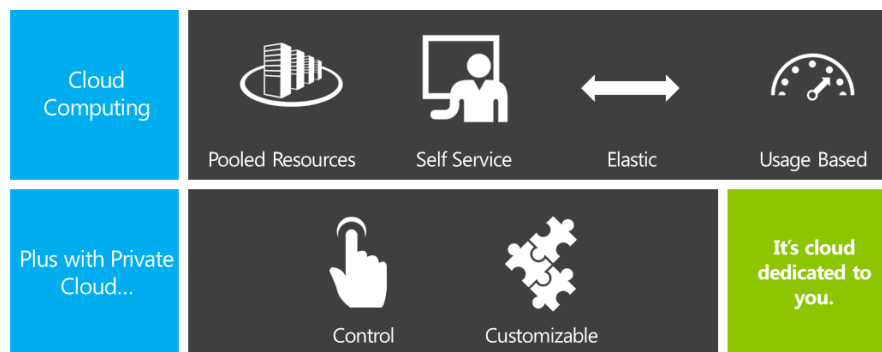 Cloud
Computing
Pooled Resources
Self Service
Elastic
Usage Based
Plus with Private
Cloud...
Control
Customizable
It's cloud
dedicated to
you.